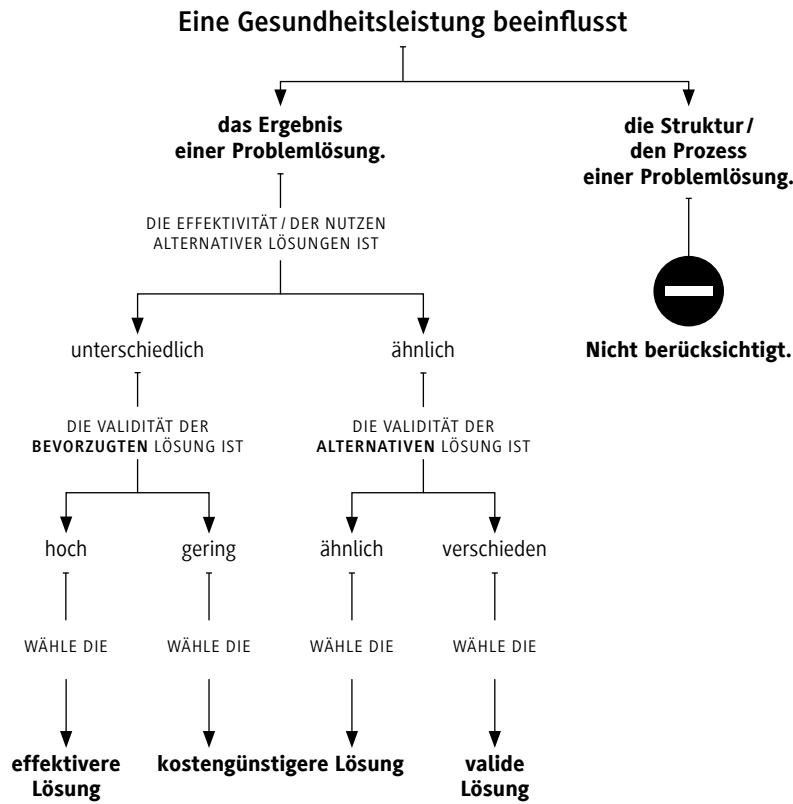 Eine Gesundheitsleistung beeinflusst
das Ergebnis
einer Problemlösung.
die Struktur /
den Prozess
einer Problemlösung.
DIE EFFEKTIVITÄT / DER NUTZEN
ALTERNATIVER LÖSUNGEN IST
Nicht berücksichtigt.
unterschiedlich
ähnlich
DIE VALIDITÄT DER
BEVORZUGTEN LÖSUNG IST
DIE VALIDITÄT DER
ALTERNATIVEN LÖSUNG IST
hoch
gering
ähnlich
verschieden
WÄHLE DIE
WÄHLE DIE
WÄHLE DIE
WÄHLE DIE
effektivere
Lösung
kostengünstigere Lösung
valide
Lösung